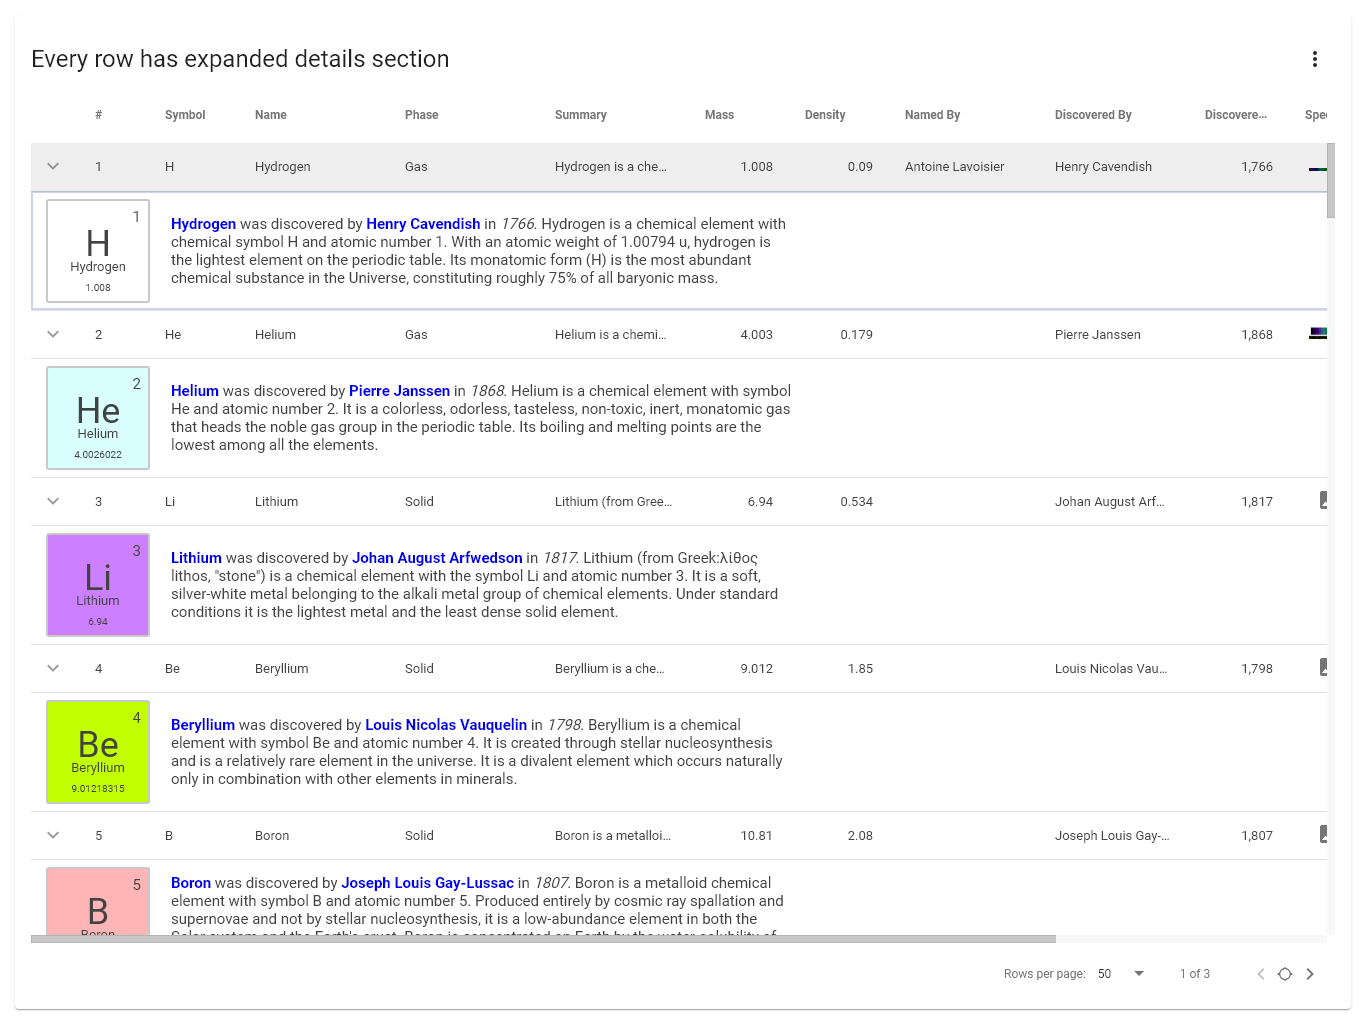 Every row has expanded details section
# Symbol Name Phase Summary Mass Density Named By Discovered By Discovere...
1 H Hydrogen Gas Hydrogen is a che... 1.008 0.09 Antoine Lavoisier Henry Cavendish 1,766
1
H
Hydrogen
1.008
Hydrogen was discovered by Henry Cavendish in 1766. Hydrogen is a chemical element with
chemical symbol H and atomic number 1. With an atomic weight of 1.00794 u, hydrogen is
the lightest element on the periodic table. Its monatomic form (H) is the most abundant
chemical substance in the Universe, constituting roughly 75% of all baryonic mass.
2 He Helium Gas Helium is a chemi... 4.003 0.179 Pierre Janssen 1,868
2
He
Helium
4.0026022
Helium was discovered by Pierre Janssen in 1868. Helium is a chemical element with symbol
He and atomic number 2. It is a colorless, odorless, tasteless, non-toxic, inert, monatomic gas
that heads the noble gas group in the periodic table. Its boiling and melting points are the
lowest among all the elements.
3 Li Lithium Solid Lithium (from Gree... 6.94 0.534 Johan August Arf... 1,817
3
Li
Lithium
6.94
Lithium was discovered by Johan August Arfwedson in 1817. Lithium (from Greek:λίθος
lithos, "stone") is a chemical element with the symbol Li and atomic number 3. It is a soft,
silver-white metal belonging to the alkali metal group of chemical elements. Under standard
conditions it is the lightest metal and the least dense solid element.
4 Be Beryllium Solid Beryllium is a che... 9.012 1.85 Louis Nicolas Vau... 1,798
4
Be
Beryllium
9.01218315
Beryllium was discovered by Louis Nicolas Vauquelin in 1798. Beryllium is a chemical
element with symbol Be and atomic number 4. It is created through stellar nucleosynthesis
and is a relatively rare element in the universe. It is a divalent element which occurs naturally
only in combination with other elements in minerals.
5 B Boron Solid Boron is a metalloi... 10.81 2.08 Joseph Louis Gay-... 1,807
5
B
Boron
Boron was discovered by Joseph Louis Gay-Lussac in 1807. Boron is a metalloid chemical
element with symbol B and atomic number 5. Produced entirely by cosmic ray spallation and
supernovae and not by stellar nucleosynthesis, it is a low-abundance element in both the
Solar system and the Earth's crust. Boron is concentrated on Earth by the water-solubility of
Rows per page: 50 1 of 3